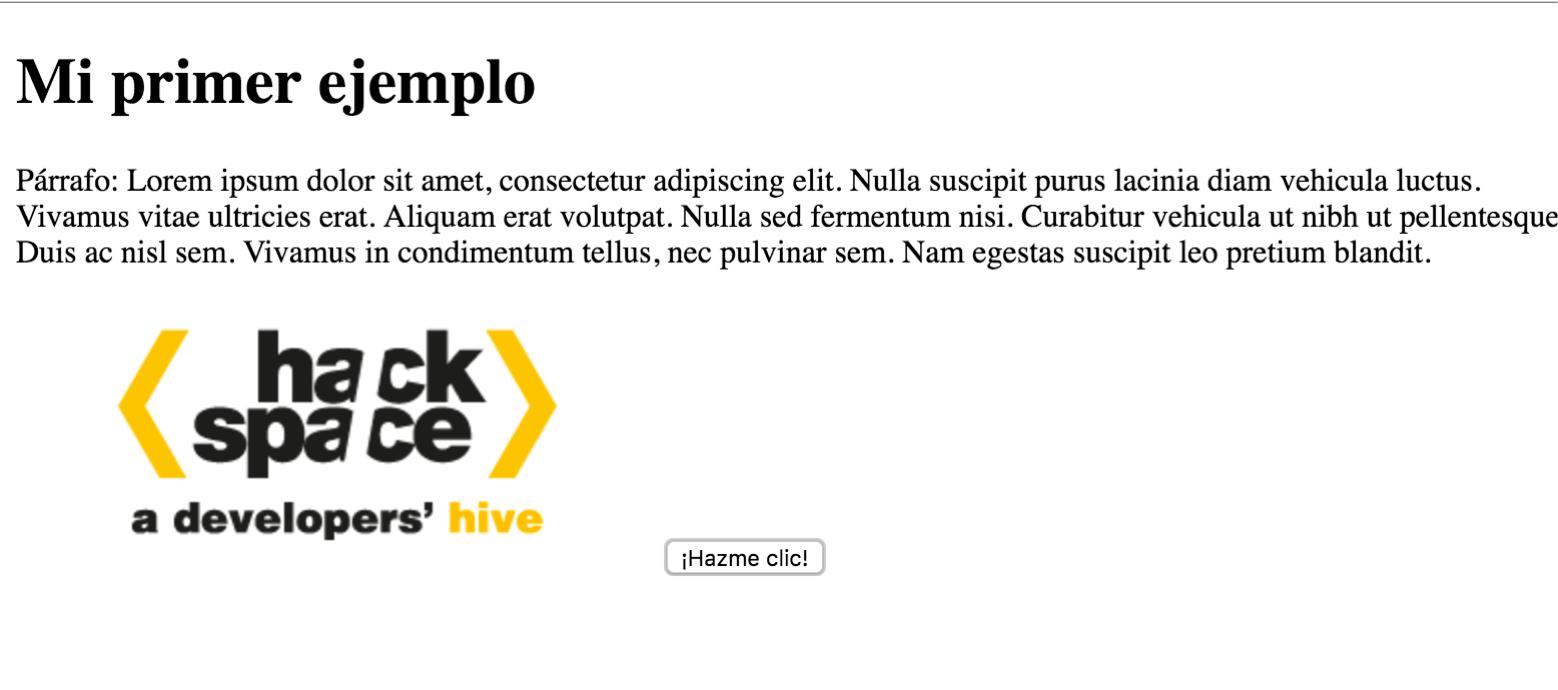 Mi primer ejemplo
Párrafo: Lorem ipsum dolor sit amet, consectetur adipiscing elit. Nulla suscipit purus lacinia diam vehicula luctus.
Vivamus vitae ultricies erat. Aliquam erat volutpat. Nulla sed fermentum nisi. Curabitur vehicula ut nibh ut pellentesque
Duis ac nisl sem. Vivamus in condimentum tellus, nec pulvinar sem. Nam egestas suscipit leo pretium blandit.
hack
space
a developers’ hive
¡Hazme clic!